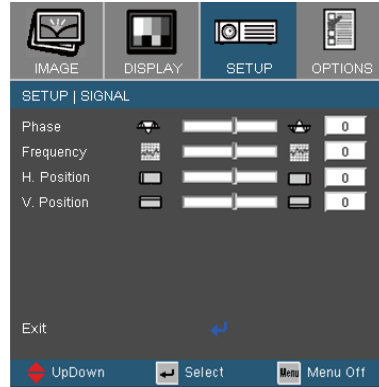 IMAGE DISPLAY SETUP OPTIONS
SETUP | SIGNAL
Phase 0
Frequency 0
H. Position 0
V. Position 0
Exit
UpDown Select Menu Menu Off